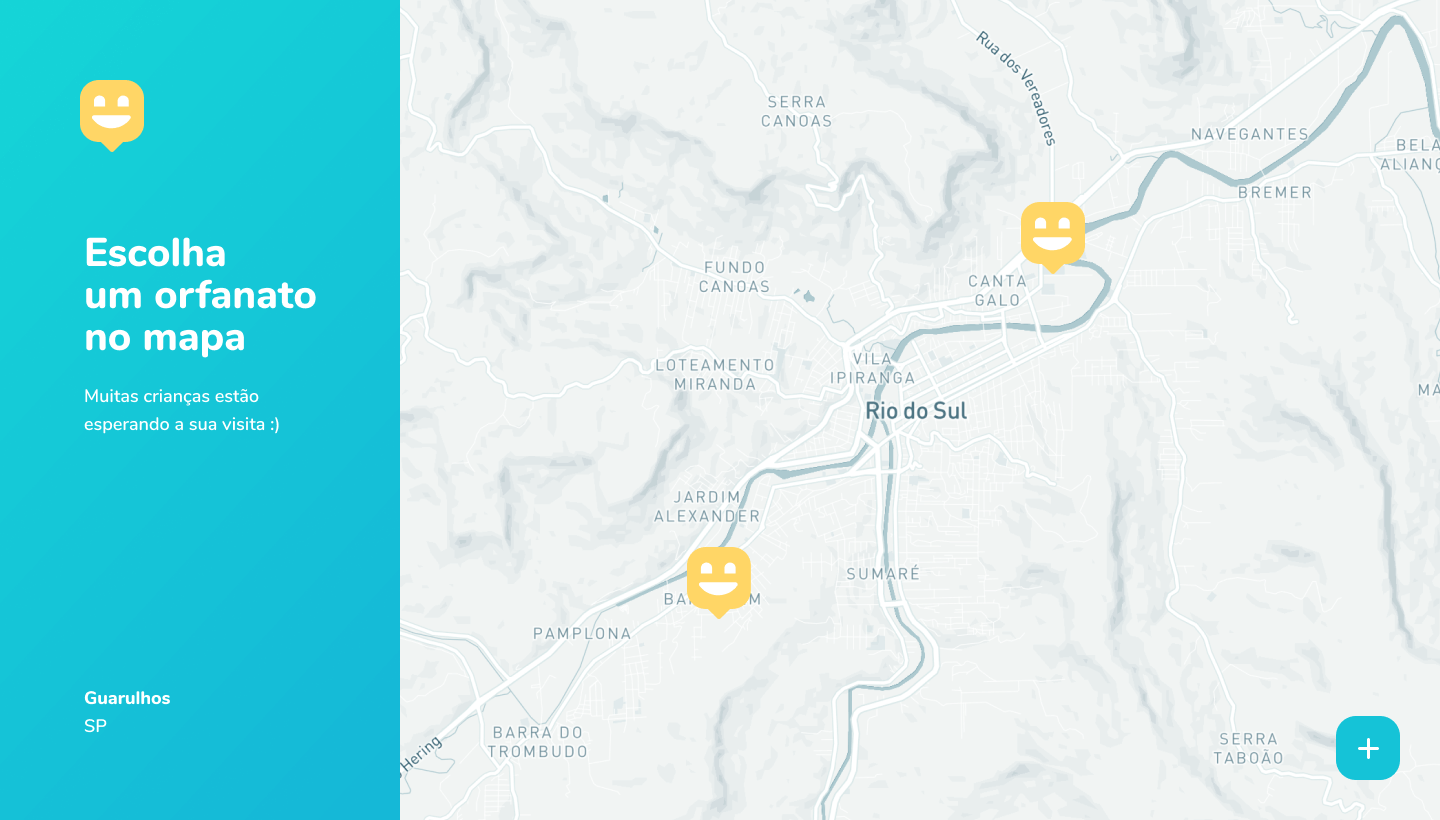 Escolha
um orfanato
no mapa
Muitas crianças estão
esperando a sua visita :)
Guarulhos
SP
Rua dos Vereadores
SERRA
CANOAS
NAVEGANTES
BELA
ALIANÇ
BREMER
FUNDO
CANOAS
CANTA
GALO
LOTEAMENTO
MIRANDA
VILA
IPIRANGA
MA
Rio do Sul
JARDIM
ALEXANDER
SUMARÉ
PAMPLONA
BARRA DO
TROMBUDO
Hering
SERRA
TABOÃO